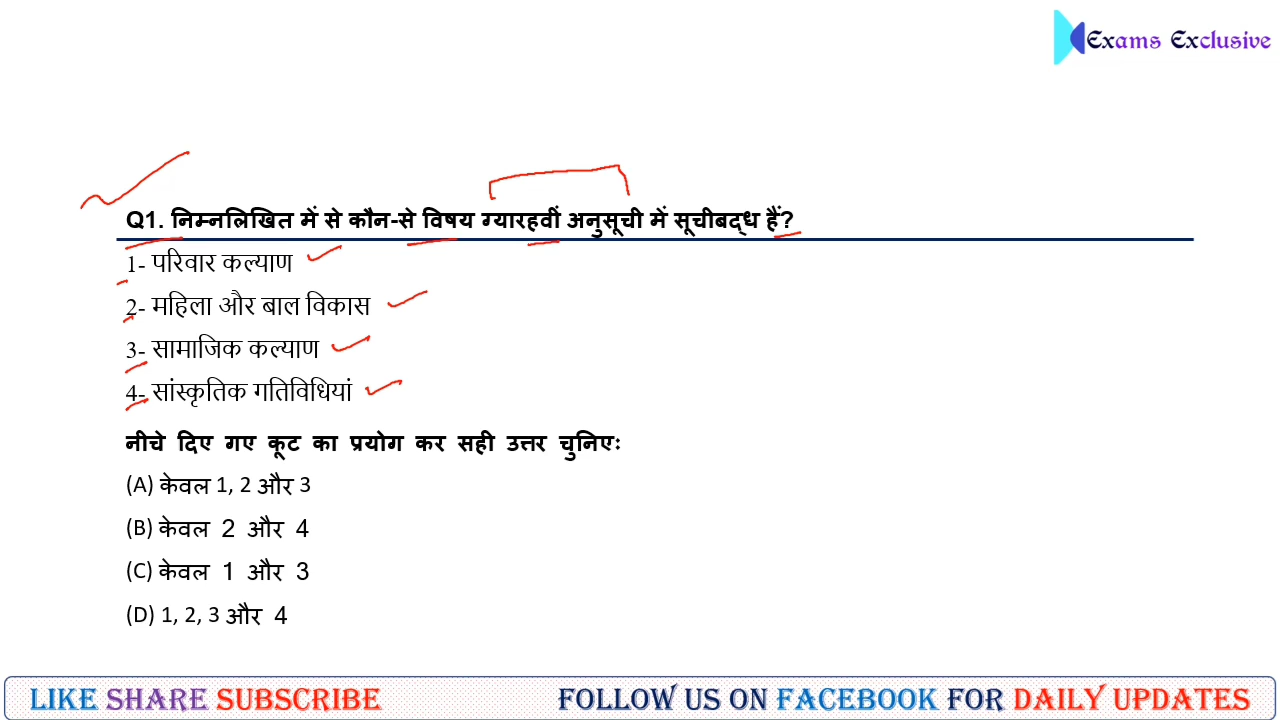 Exams Exclusive
Q1. निम्नलिखित में से कौन-से विषय ग्यारहवीं अनुसूची में सूचीबद्ध हैं?
1- परिवार कल्याण
2- महिला और बाल विकास
3- सामाजिक कल्याण
4- सांस्कृतिक गतिविधियां
नीचे दिए गए कूट का प्रयोग कर सही उत्तर चुनिएः
(A) केवल 1, 2 और 3
(B) केवल 2 और 4
(C) केवल 1 और 3
(D) 1, 2, 3 और 4
LIKE SHARE SUBSCRIBE FOLLOW US ON FACEBOOK FOR DAILY UPDATES